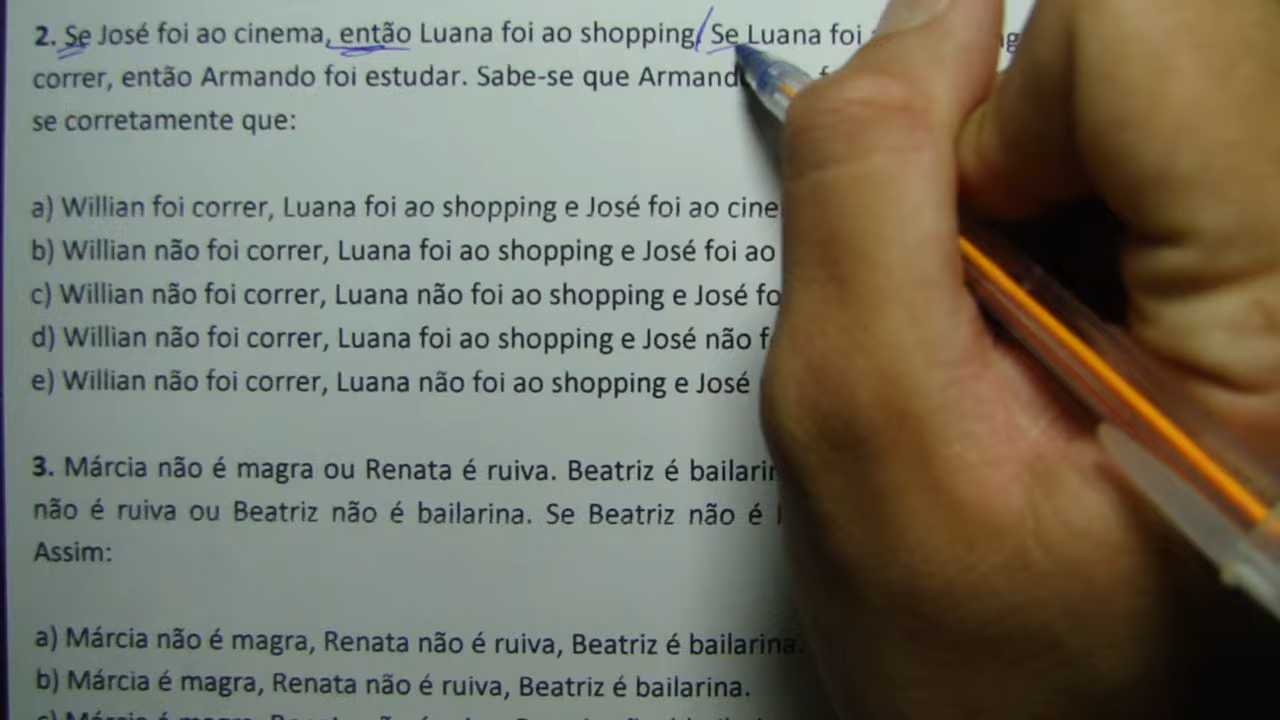 2. Se José foi ao cinema, então Luana foi ao shopping/ Se Luana foi
correr, então Armando foi estudar. Sabe-se que Armando
se corretamente que:
a) Willian foi correr, Luana foi ao shopping e José foi ao
b) Willian não foi correr, Luana foi ao shopping e José foi ao
c) Willian não foi correr, Luana não foi ao shopping e José
d) Willian não foi correr, Luana foi ao shopping e José não
e) Willian não foi correr, Luana não foi ao shopping e José
3. Márcia não é magra ou Renata é ruiva. Beatriz é
não é ruiva ou Beatriz não é bailarina. Se Beatriz não é
Assim:
a) Márcia não é magra, Renata não é ruiva, Beatriz é bailarina.
b) Márcia é magra, Renata não é ruiva, Beatriz é bailarina.